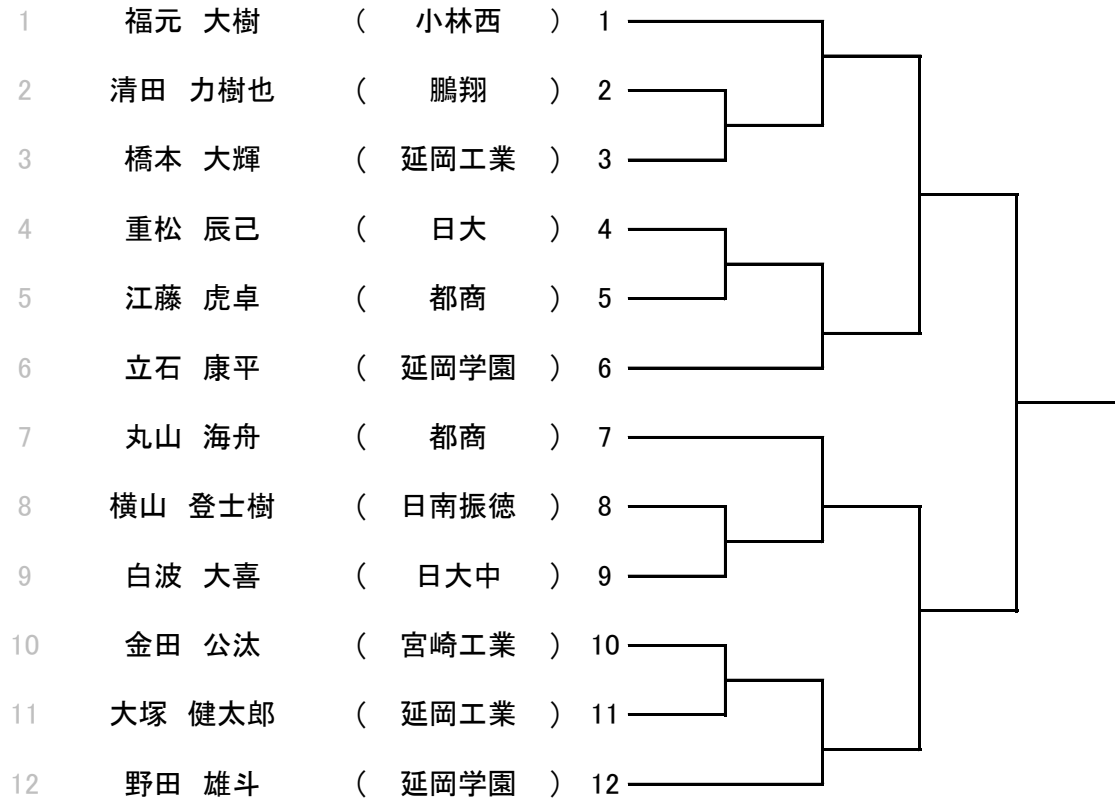 1 福元 大樹 ( 小林西 ) 1
2 清田 力樹也 ( 鵬翔 ) 2
3 橋本 大輝 ( 延岡工業 ) 3
4 重松 辰己 ( 日大 ) 4
5 江藤 虎卓 ( 都商 ) 5
6 立石 康平 ( 延岡学園 ) 6
7 丸山 海舟 ( 都商 ) 7
8 横山 登士樹 ( 日南振徳 ) 8
9 白波 大喜 ( 日大中 ) 9
10 金田 公汰 ( 宮崎工業 ) 10
11 大塚 健太郎 ( 延岡工業 ) 11
12 野田 雄斗 ( 延岡学園 ) 12